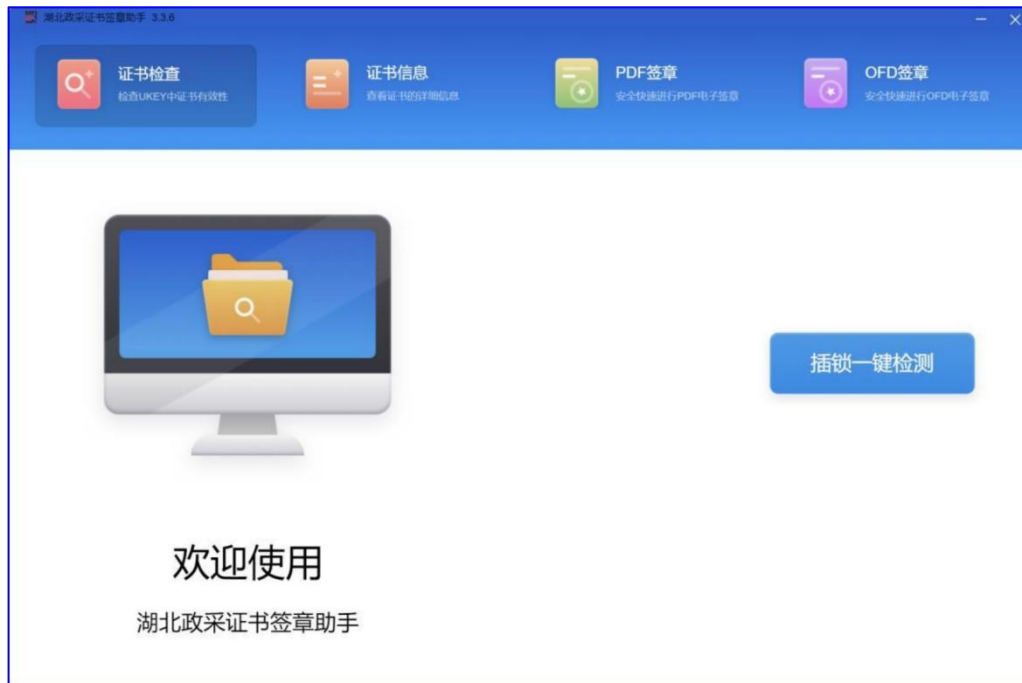 湖北政采证书签章助手 3.3.6
证书检查
检查UKEY中证书有效性
证书信息
查看证书的详细信息
PDF签章
安全快速进行PDF电子签章
OFD签章
安全快速进行OFD电子签章
插锁一键检测
欢迎使用
湖北政采证书签章助手